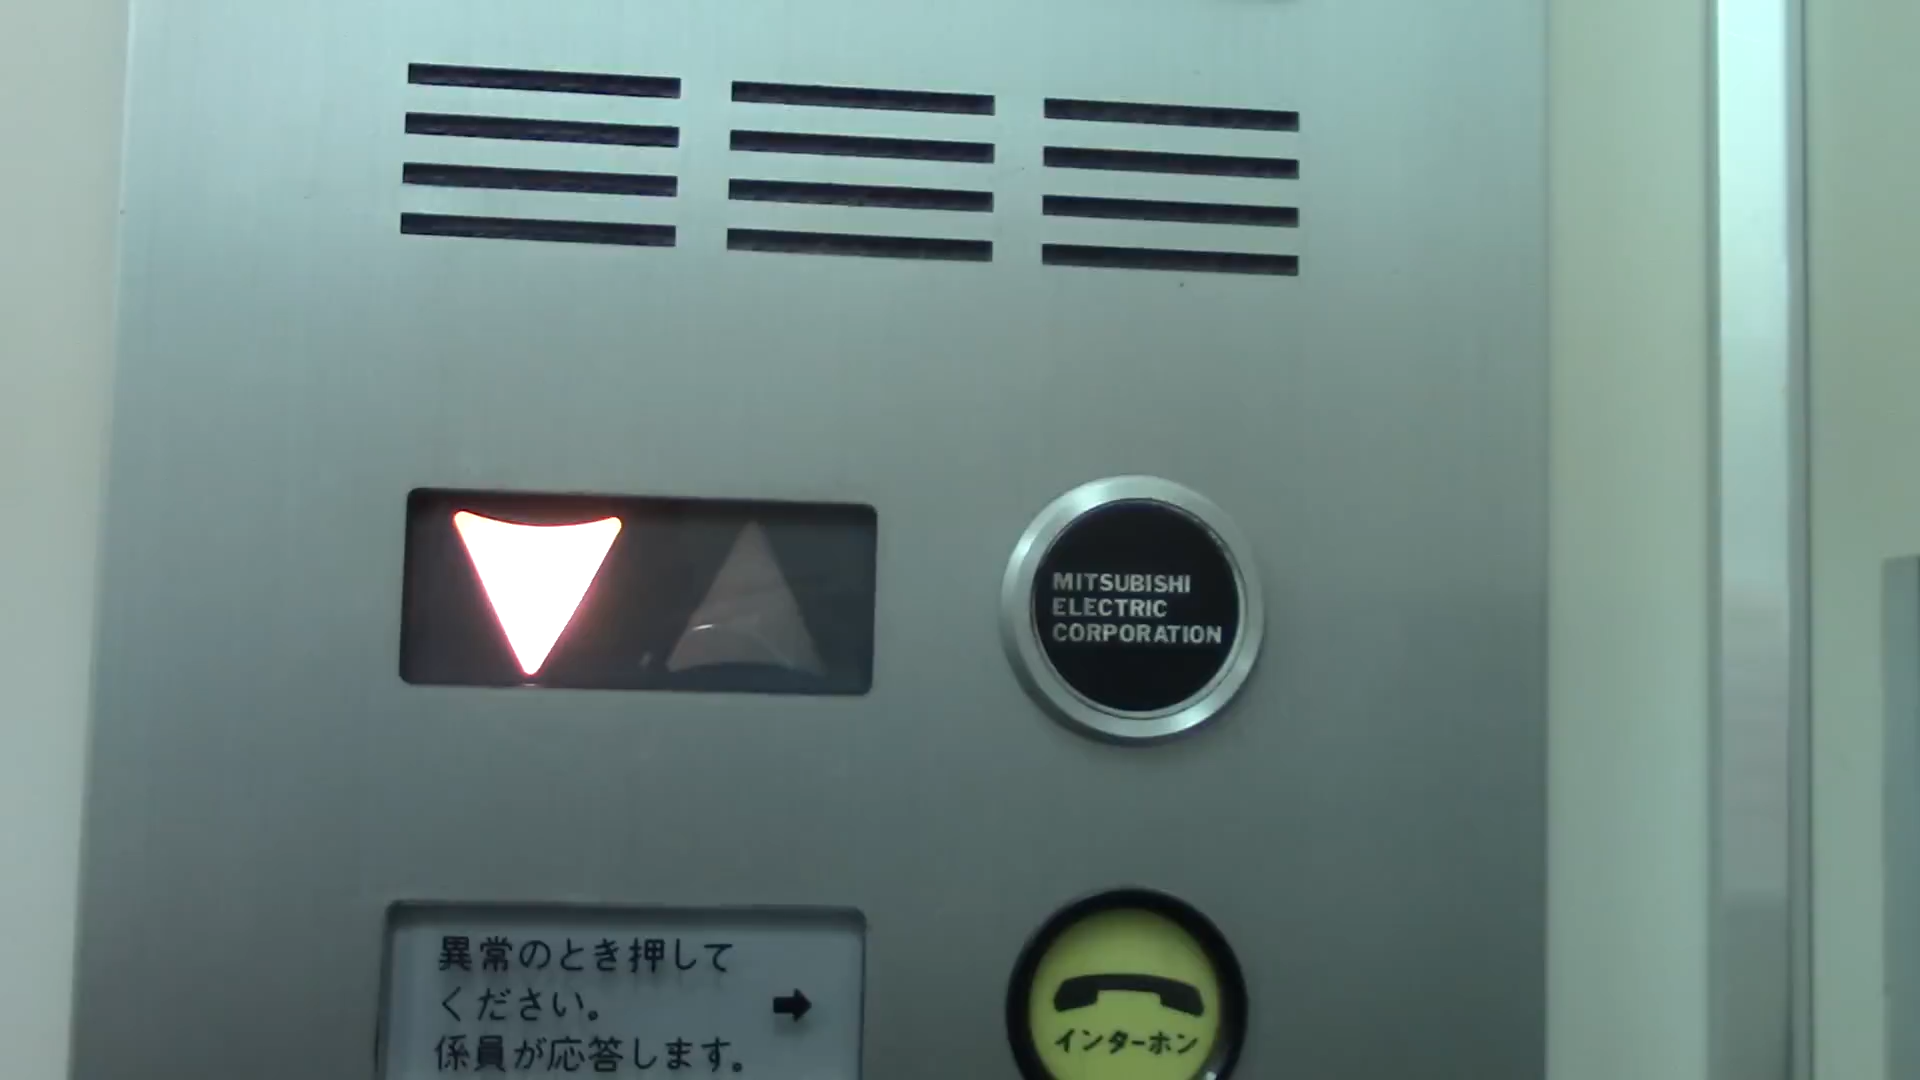 MITSUBISHI
ELECTRIC
CORPORATION
異常のとき押して
ください。
係員が応答します。
インターホン